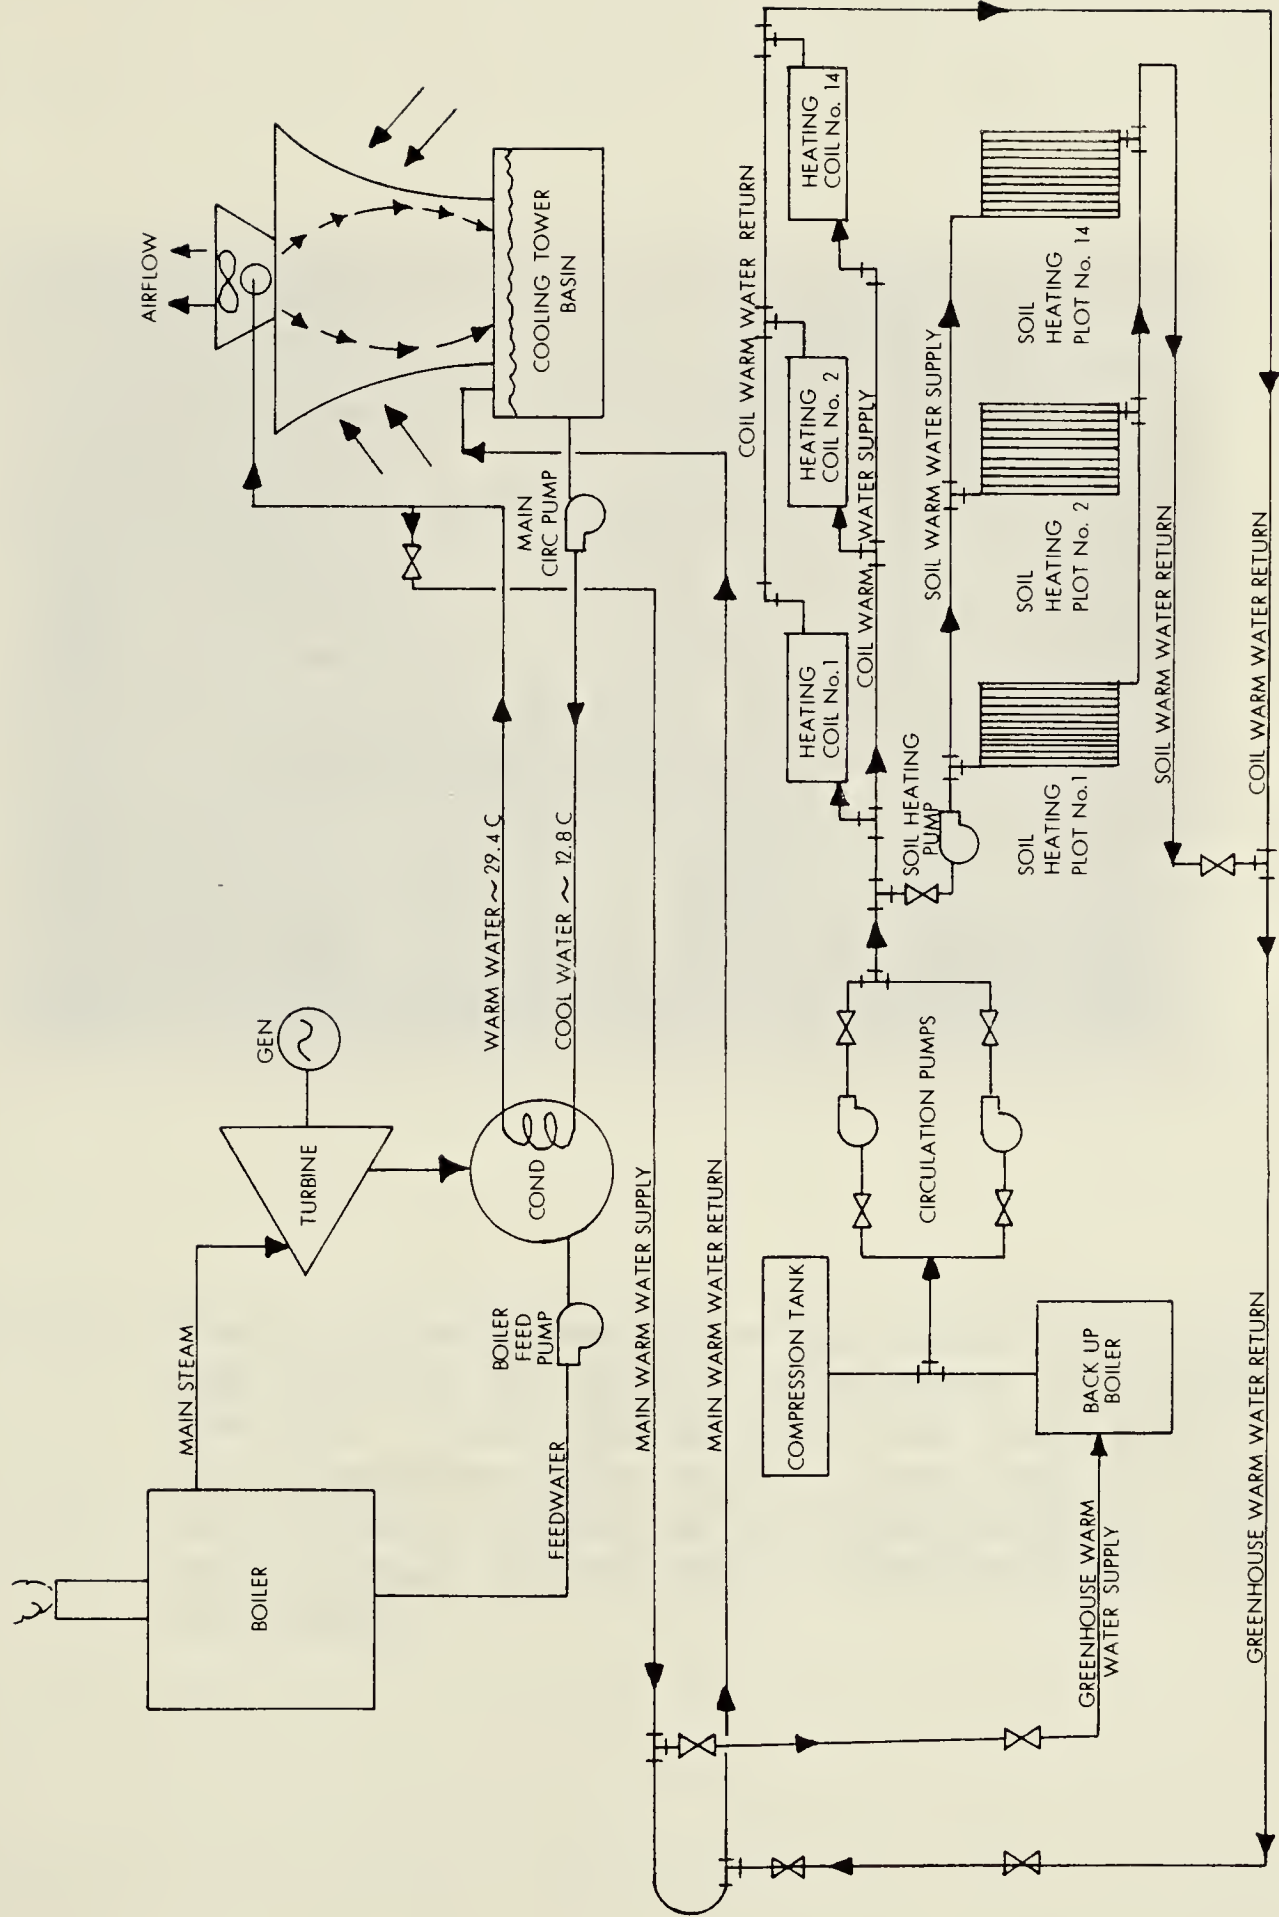 AIRFLOW
COOLING TOWER
BASIN
GEN
TURBINE
MAIN STEAM
BOILER
WARM WATER ~ 29.4 C
COOL WATER ~ 12.8 C
MAIN
CIRC PUMP
COND
BOILER
FEED
PUMP
FEEDWATER
MAIN WARM WATER SUPPLY
MAIN WARM WATER RETURN
COIL WARM WATER RETURN
HEATING
COIL No.1
HEATING
COIL No. 2
HEATING
COIL No. 14
COIL WARM WATER SUPPLY
SOIL HEATING
PUMP
SOIL WARM WATER SUPPLY
SOIL
HEATING
PLOT No.1
SOIL
HEATING
PLOT No. 2
SOIL
HEATING
PLOT No. 14
SOIL WARM WATER RETURN
COIL WARM WATER RETURN
CIRCULATION PUMPS
COMPRESSION TANK
BACK UP
BOILER
GREENHOUSE WARM
WATER SUPPLY
GREENHOUSE WARM WATER RETURN